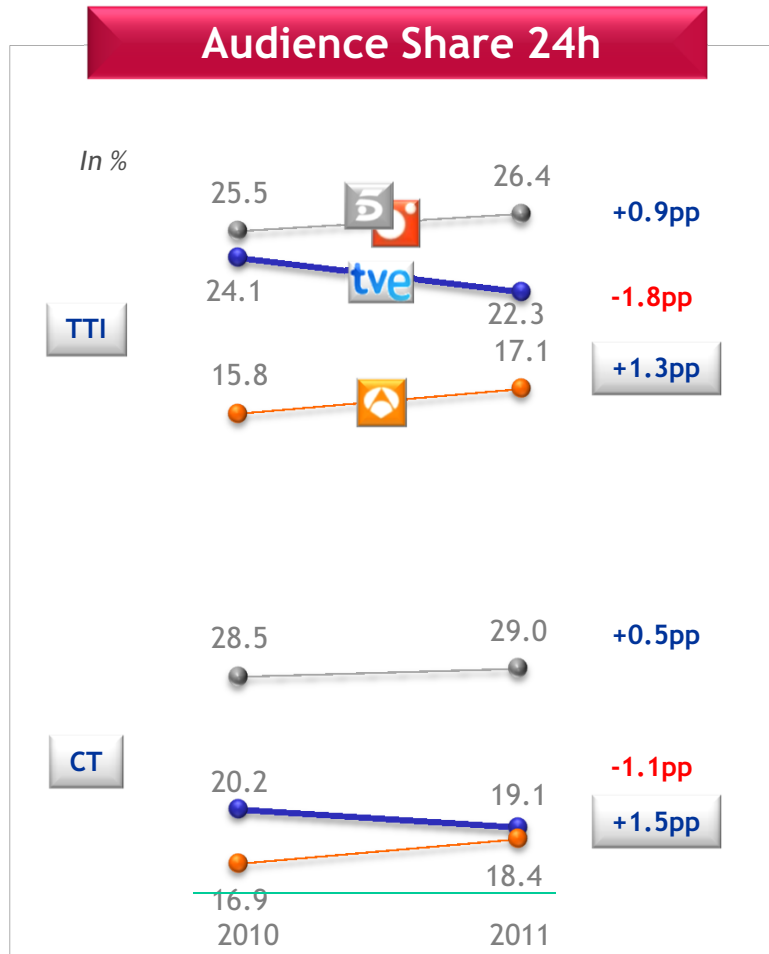 Audience Share 24h
In %
25.5
26.4
+0.9pp
5
tve
24.1
22.3
-1.8pp
TTI
15.8
17.1
+1.3pp
28.5
29.0
+0.5pp
CT
20.2
19.1
-1.1pp
+1.5pp
16.9
18.4
2010
2011